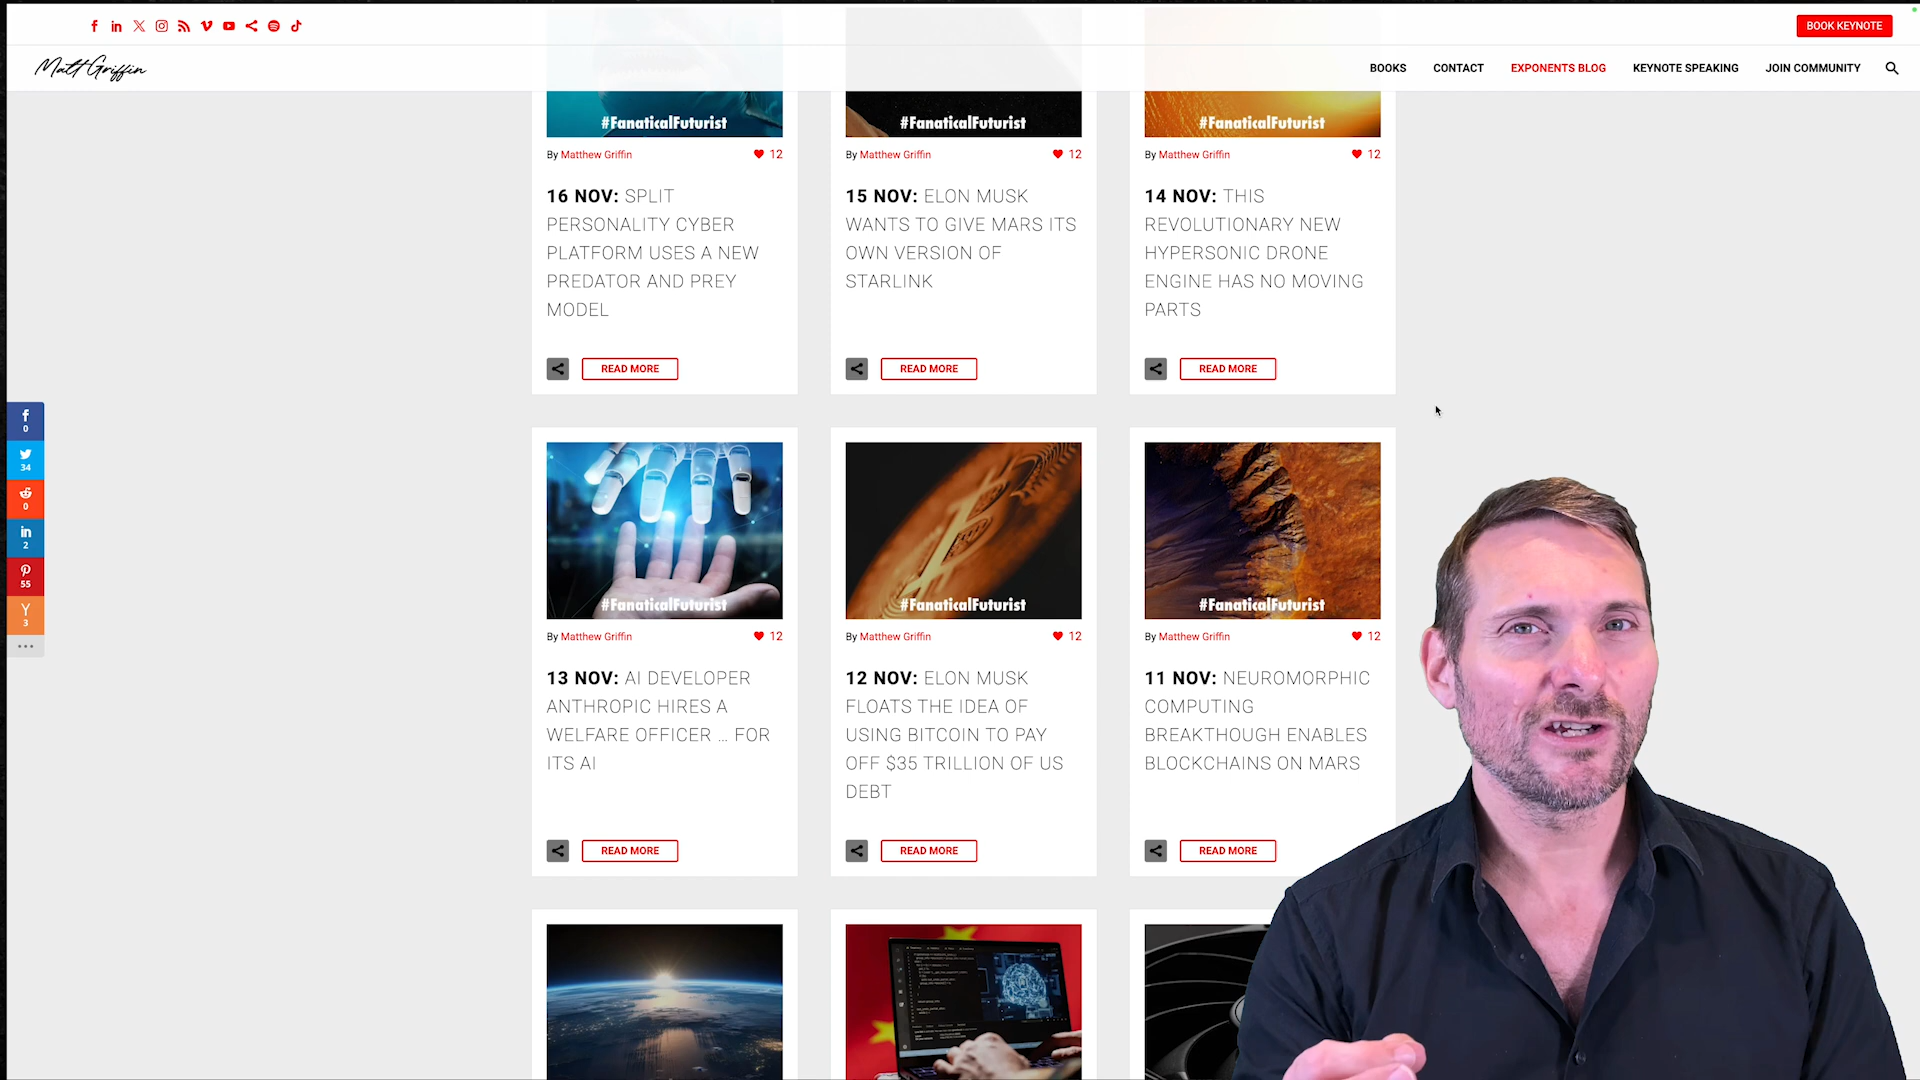 BOOK KEYNOTE
Matt Griffin
BOOKS CONTACT EXPONENTS BLOG KEYNOTE SPEAKING JOIN COMMUNITY
#FanaticalFuturist
By Matthew Griffin 12
16 NOV: SPLIT
PERSONALITY CYBER
PLATFORM USES A NEW
PREDATOR AND PREY
MODEL
READ MORE
#FanaticalFuturist
By Matthew Griffin 12
15 NOV: ELON MUSK
WANTS TO GIVE MARS ITS
OWN VERSION OF
STARLINK
READ MORE
#FanaticalFuturist
By Matthew Griffin 12
14 NOV: THIS
REVOLUTIONARY NEW
HYPERSONIC DRONE
ENGINE HAS NO MOVING
PARTS
READ MORE
0
34
0
2
55
3
#FanaticalFuturist
By Matthew Griffin 12
13 NOV: AI DEVELOPER
ANTHROPIC HIRES A
WELFARE OFFICER … FOR
ITS AI
READ MORE
#FanaticalFuturist
By Matthew Griffin 12
12 NOV: ELON MUSK
FLOATS THE IDEA OF
USING BITCOIN TO PAY
OFF $35 TRILLION OF US
DEBT
READ MORE
#FanaticalFuturist
By Matthew Griffin 12
11 NOV: NEUROMORPHIC
COMPUTING
BREAKTHOUGH ENABLES
BLOCKCHAINS ON MARS
READ MORE